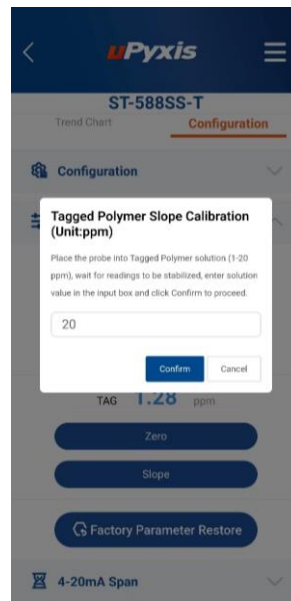 uPyxis
ST-588SS-T
Trend Chart Configuration
Configuration
Tagged Polymer Slope Calibration
(Unit:ppm)
Place the probe into Tagged Polymer solution (1-20
ppm), wait for readings to be stabilized, enter solution
value in the input box and click Confirm to proceed.
20
Confirm Cancel
TAG 1.28 ppm
Zero
Slope
Factory Parameter Restore
4-20mA Span